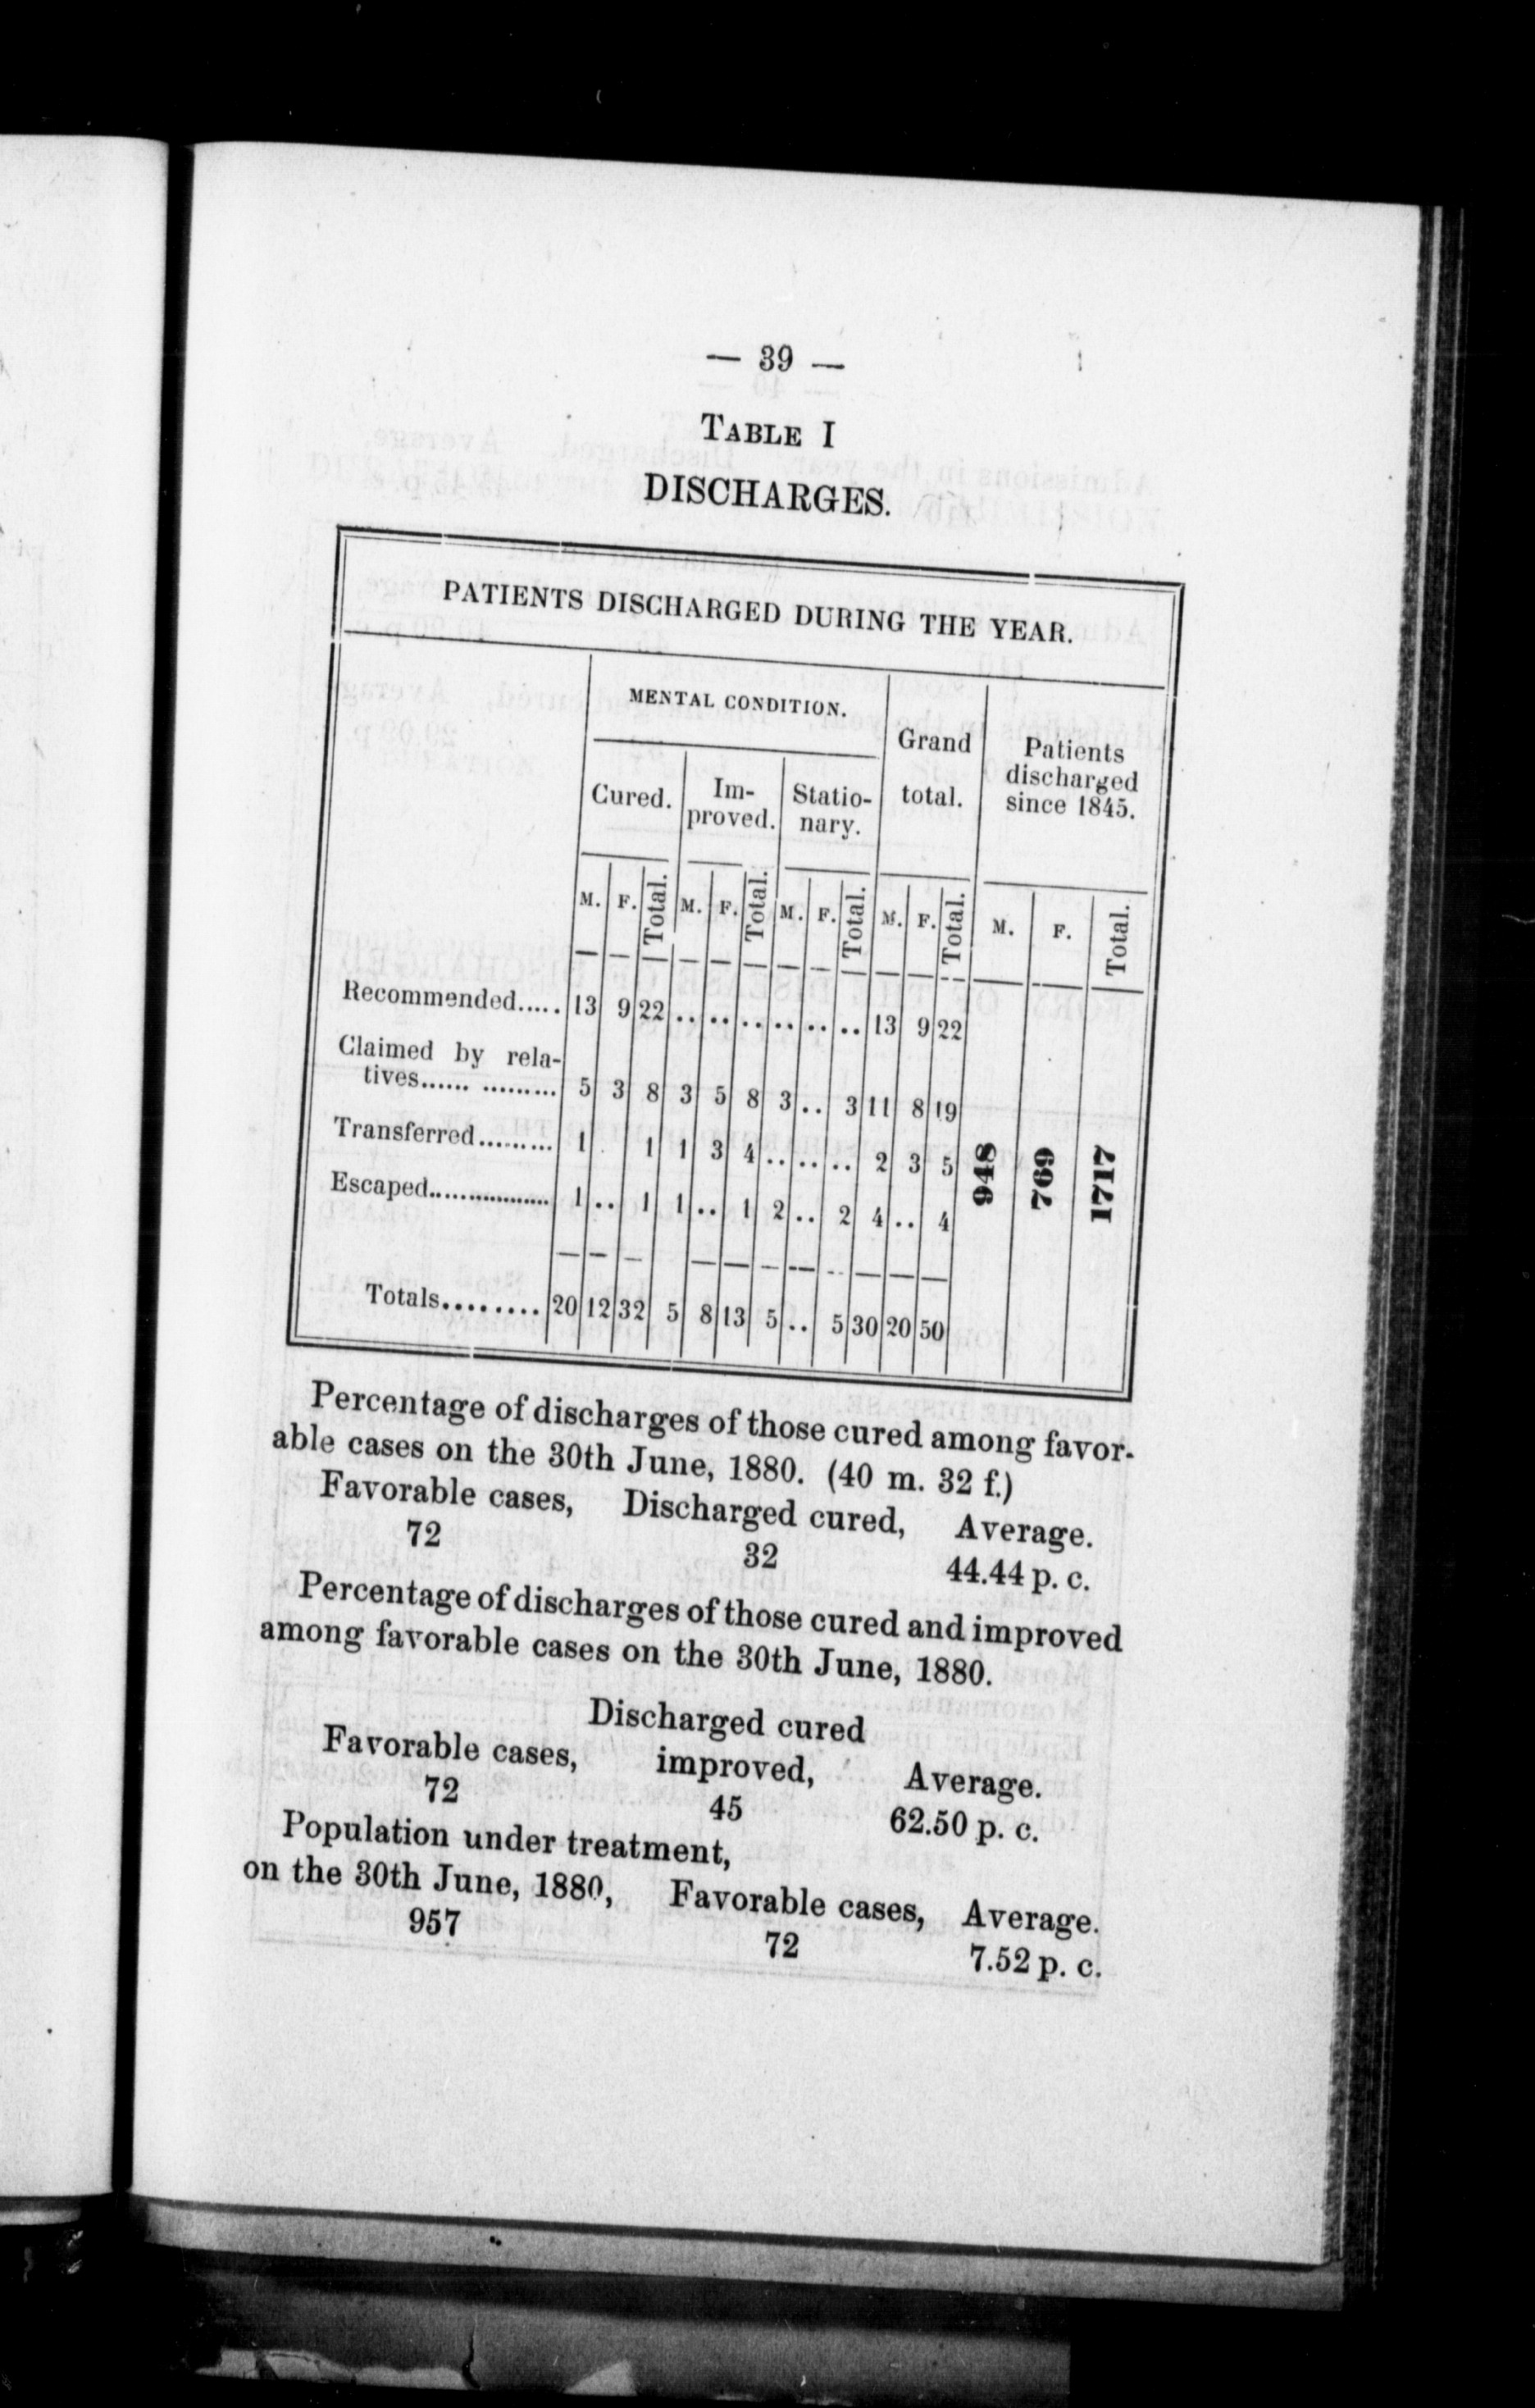 — 39 —
TABLE I
DISCHARGES.
PATIENTS DISCHARGED DURING THE YEAR.
MENTAL CONDITION. Grand total. Patients discharged since 1845.
Cured. Im-proved. Statio-nary.
M. F. Total. M. F. Total. M. F. Total. M. F. Total. M. F. Total.
Recommended..... 13 9 22 .. .. .. .. .. .. 13 9 22
Claimed by rela-
tives...... ......... 5 3 8 3 5 8 3 .. 3 11 8 19
Transferred......... 1 . 1 1 3 4 .. .. .. 2 3 5 948 769 1717
Escaped................. 1 .. 1 1 .. 1 2 .. 2 4 .. 4
Totals........ 20 12 32 5 8 13 5 .. 5 30 20 50
Percentage of discharges of those cured among favor-
able cases on the 30th June, 1880. (40 m. 32 f.)
Favorable cases, Discharged cured, Average.
72 32 44.44 p. c.
Percentage of discharges of those cured and improved
among favorable cases on the 30th June, 1880.
Discharged cured
Favorable cases, improved, Average.
72 45 62.50 p. c.
Population under treatment,
on the 30th June, 1880, Favorable cases, Average.
957 72 7.52 p. c.